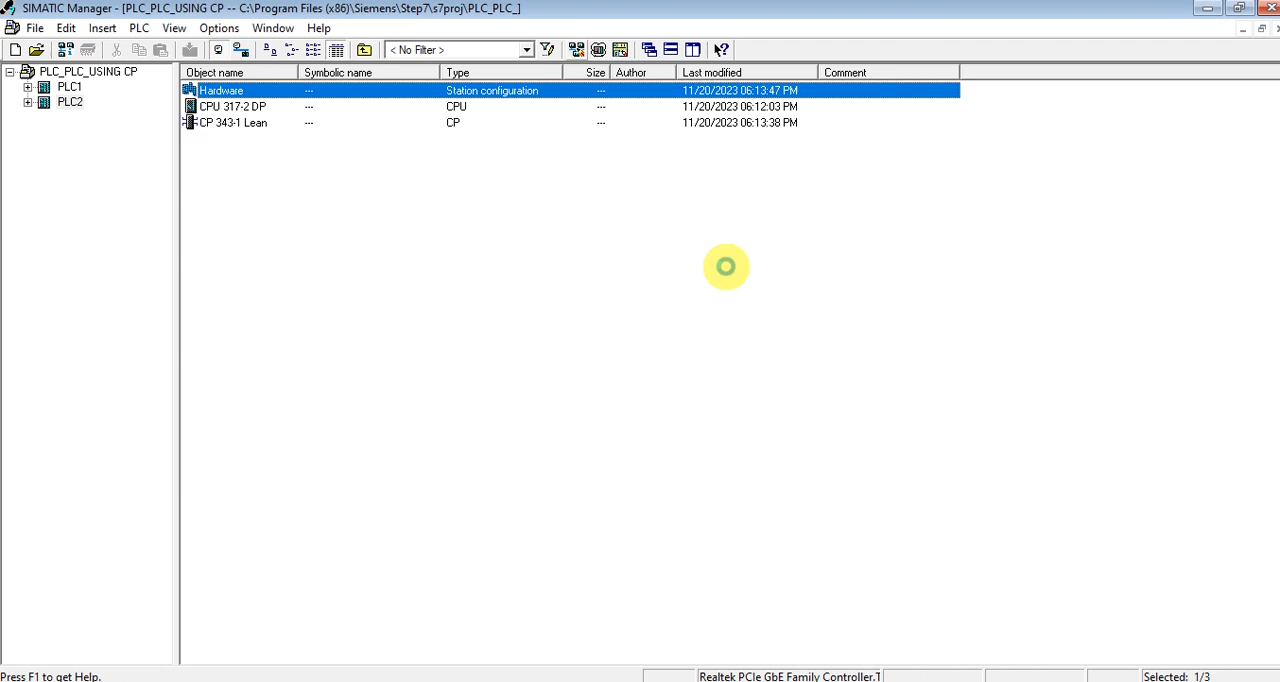 SIMATIC Manager - [PLC_PLC_USING CP -- C:\Program Files (x86)\Siemens\Step7\s7proj\PLC_PLC_]
File Edit Insert PLC View Options Window Help
< No Filter >
PLC_PLC_USING CP
PLC1
PLC2
Object name Symbolic name Type Size Author Last modified Comment
Hardware --- Station configuration --- 11/20/2023 06:13:47 PM
CPU 317-2 DP --- CPU --- 11/20/2023 06:12:03 PM
CP 343-1 Lean --- CP --- 11/20/2023 06:13:38 PM
Press F1 to get Help. Realtek PCIe GbE Family Controller.T Selected: 1/3